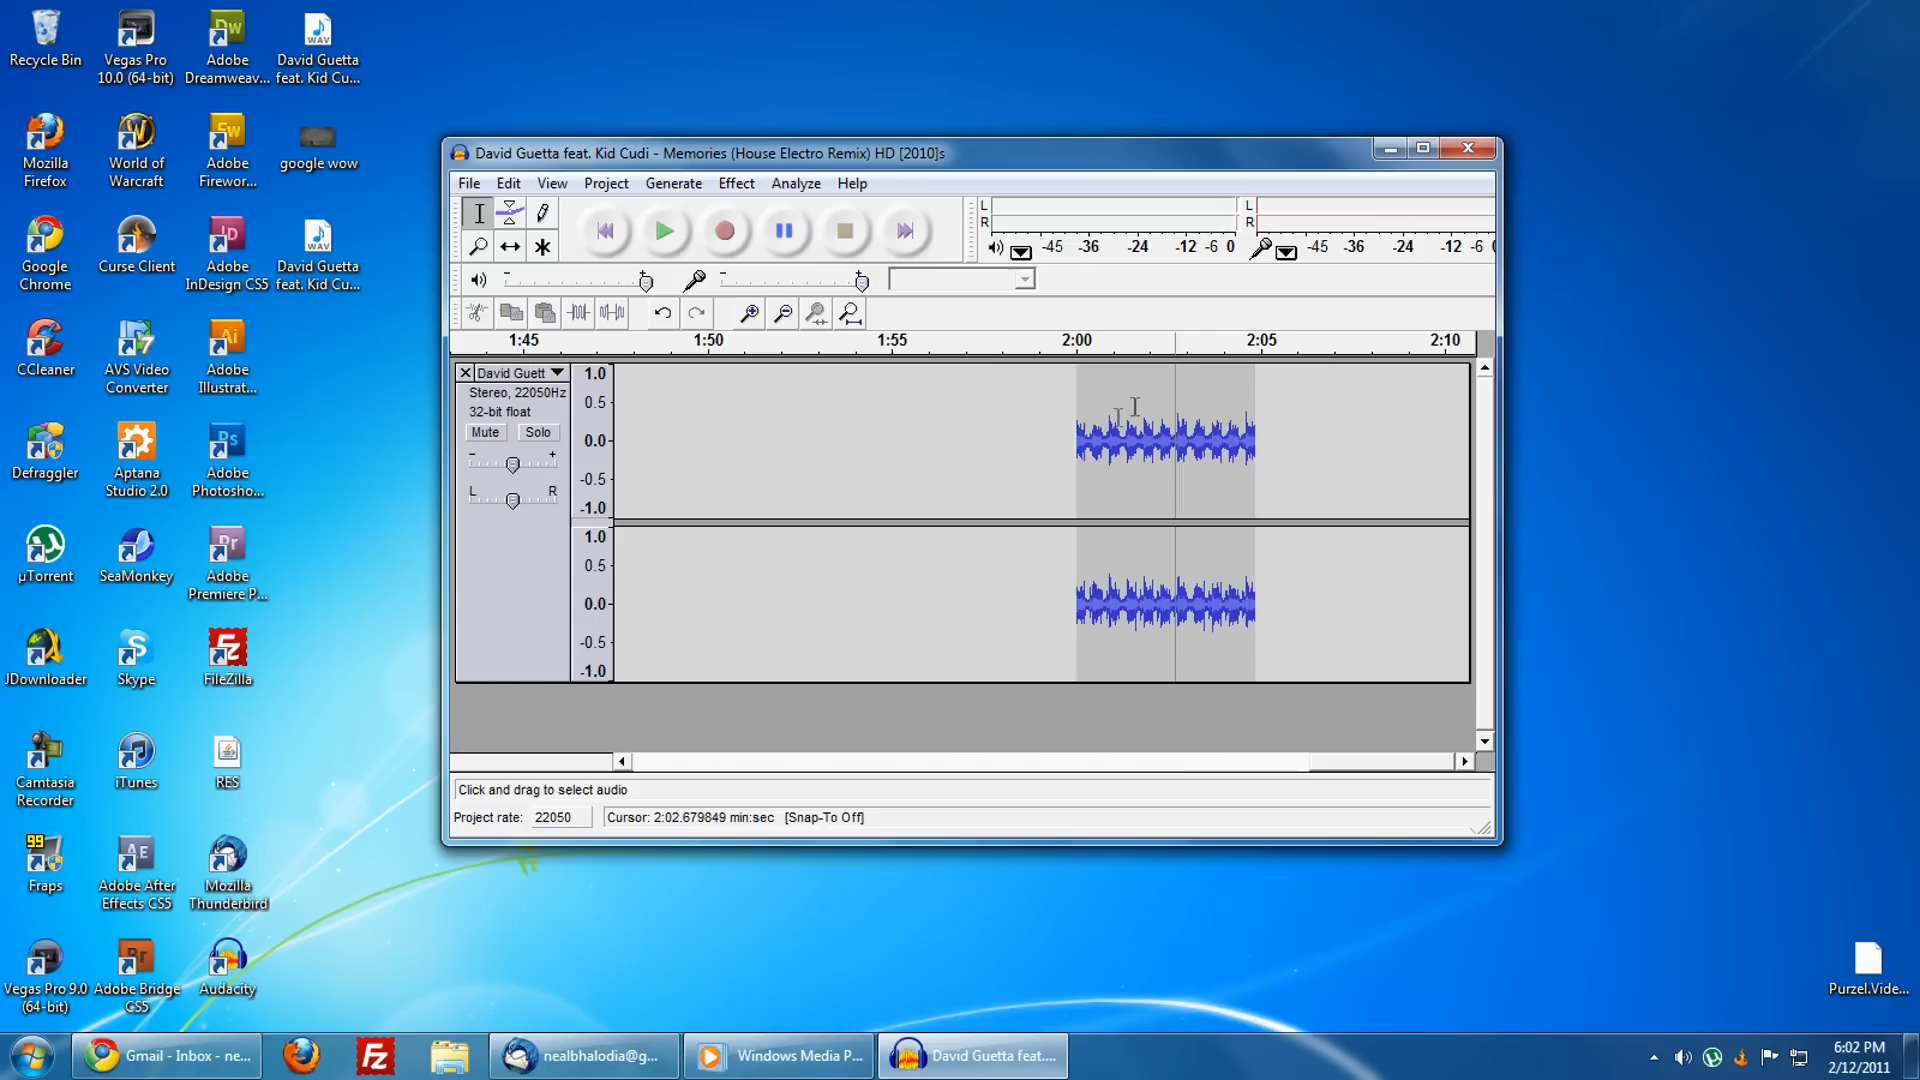 Recycle Bin
Vegas Pro
10.0 (64-bit)
Adobe
Dreamweav...
David Guetta
feat. Kid Cu...
WAV
Mozilla
Firefox
World of
Warcraft
Adobe
Firewor...
google wow
Google
Chrome
Curse Client
Adobe
InDesign CS5
David Guetta
feat. Kid Cu...
WAV
CCleaner
AVS Video
Converter
Adobe
Illustrat...
Defraggler
Aptana
Studio 2.0
Adobe
Photosho...
µTorrent
SeaMonkey
Adobe
Premiere P...
JDownloader
Skype
FileZilla
Camtasia
Recorder
iTunes
RES
99
Fraps
Adobe After
Effects CS5
Mozilla
Thunderbird
Vegas Pro 9.0
(64-bit)
Adobe Bridge
CS5
Audacity
David Guetta feat. Kid Cudi - Memories (House Electro Remix) HD [2010]s
File Edit View Project Generate Effect Analyze Help
L
R
-45 -36 -24 -12 -6 0
L
R
-45 -36 -24 -12 -6
1:45 1:50 1:55 2:00 2:05 2:10
David Guett
Stereo, 22050Hz
32-bit float
Mute Solo
- +
L R
1.0
0.5
0.0
-0.5
-1.0
1.0
0.5
0.0
-0.5
-1.0
Click and drag to select audio
Project rate: 22050 Cursor: 2:02.679849 min:sec [Snap-To Off]
Purzel.Vide...
Gmail - Inbox - ne...
nealbhalodia@g...
Windows Media P...
David Guetta feat....
6:02 PM
2/12/2011